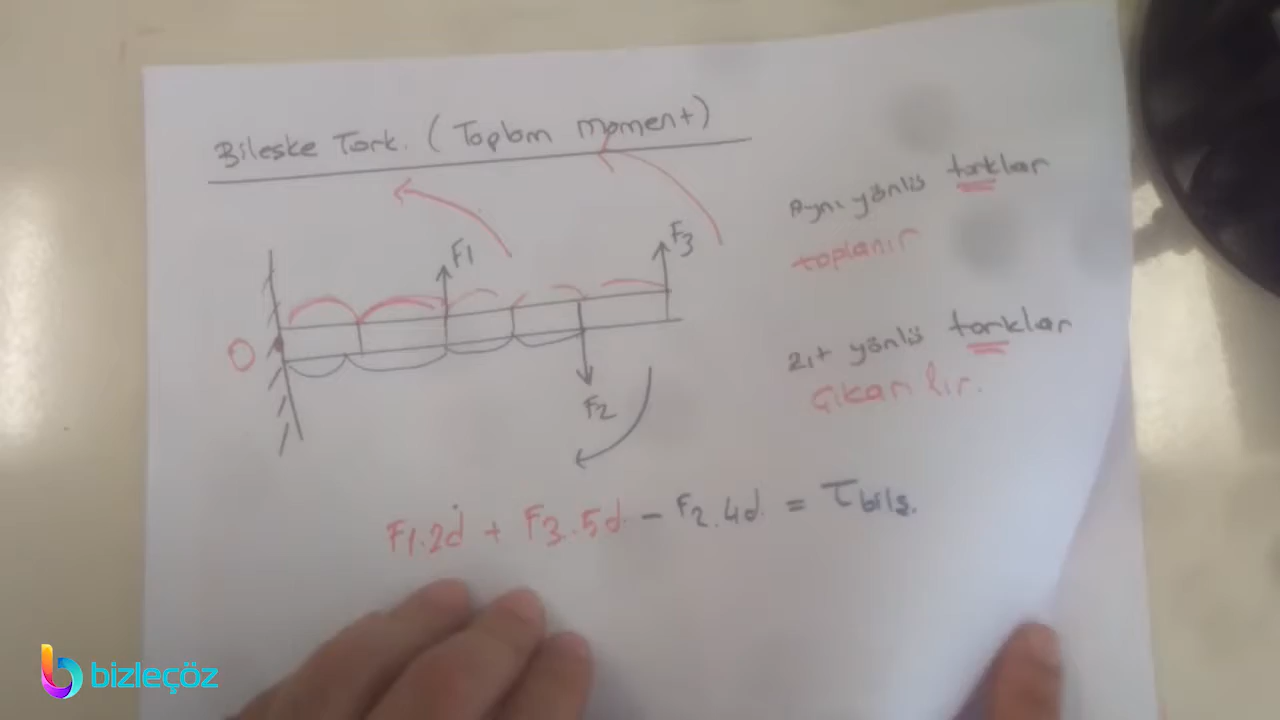 Bileske Tork. (Toplam moment)
Aynı yönlü torklar
toplanır
F1
F3
O
Zıt yönlü torklar
Çıkarılır.
F2
F1.2d + F3.5d - F2.4d = τbilş.
bizleçöz